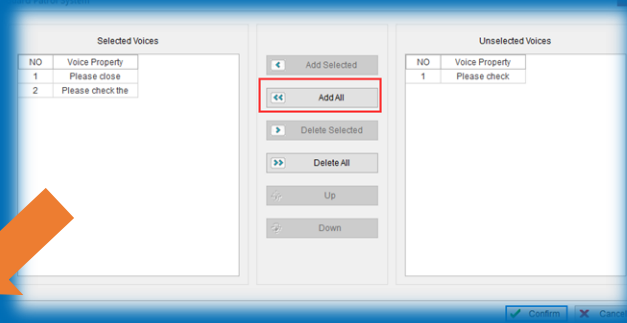 Selected Voices
NO Voice Property
1 Please close
2 Please check the
Add Selected
Add All
Delete Selected
Delete All
Up
Down
Unselected Voices
NO Voice Property
1 Please check
Confirm
Cancel